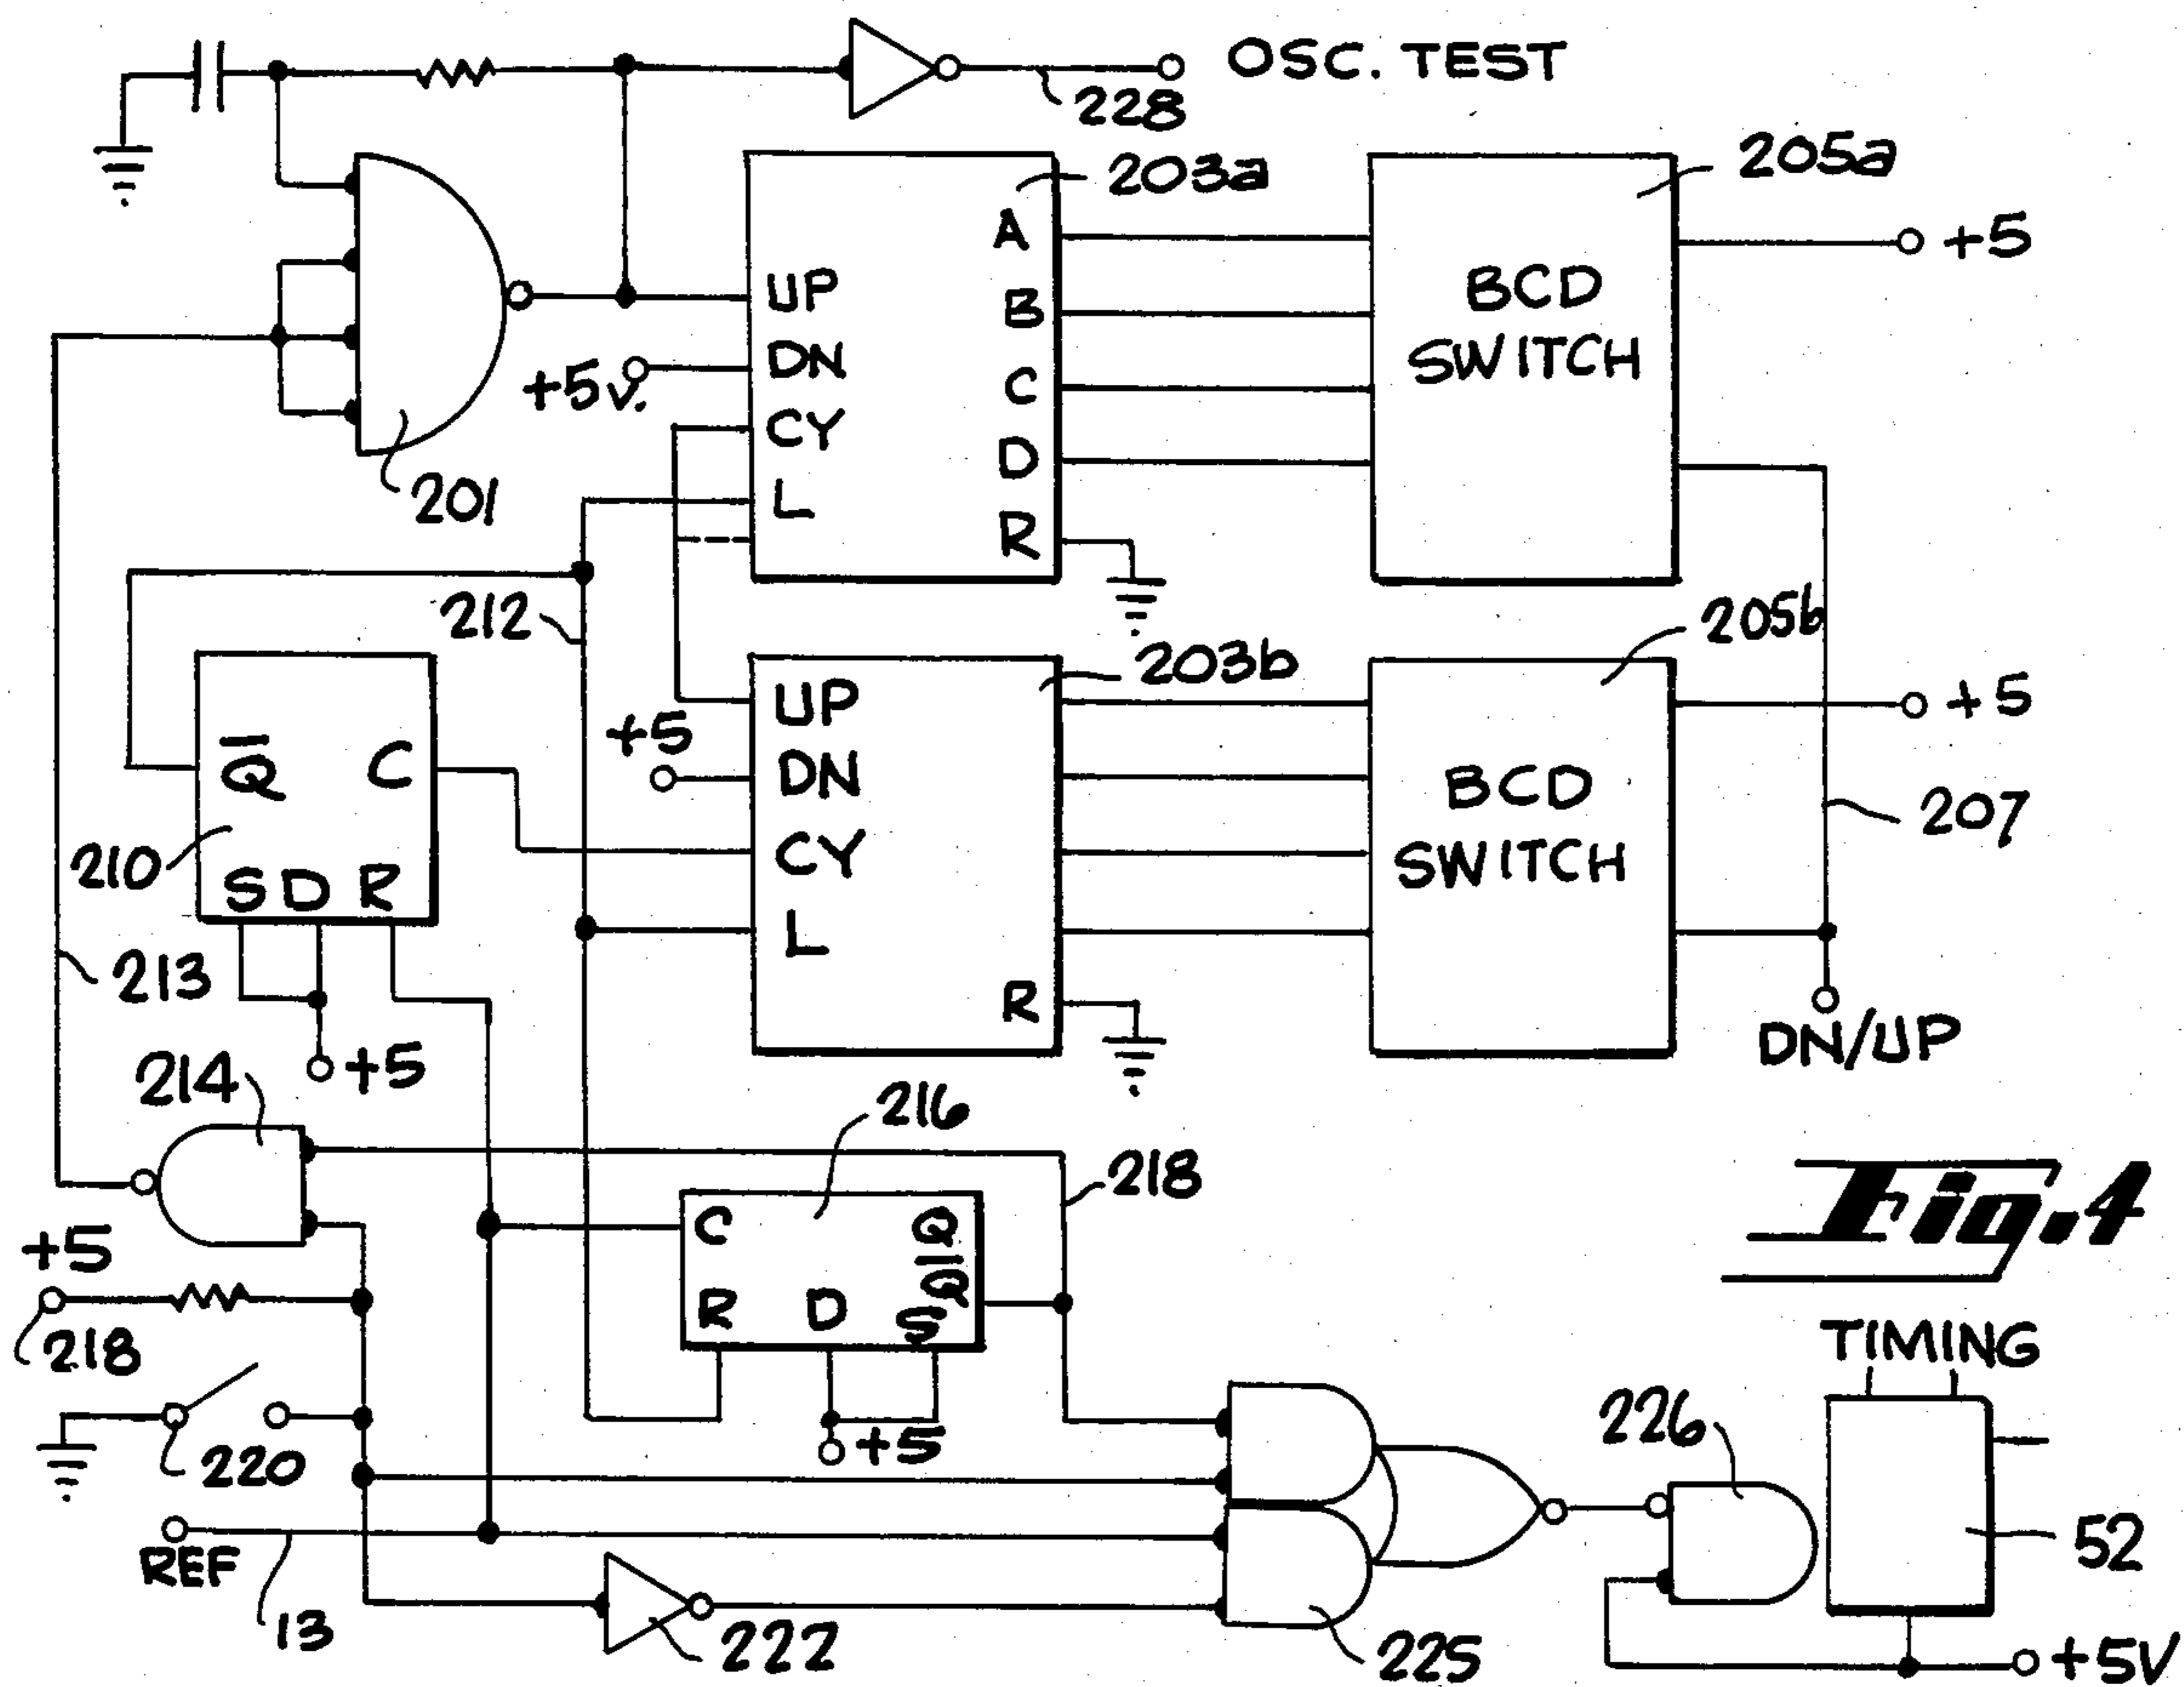 OSC. TEST
228
203a
205a
A
+5
UP
B
BCD
SWITCH
DN
+5V.
C
CY
D
L
201
R
212
205b
203b
UP
+5
+5
DN
Q̅
C
BCD
SWITCH
207
CY
210
S D R
L
213
R
DN/UP
+5
214
216
218
Fig. 4
C
Q
+5
Q̅
R
D
S
218
TIMING
226
+5
220
52
REF
13
222
225
+5V